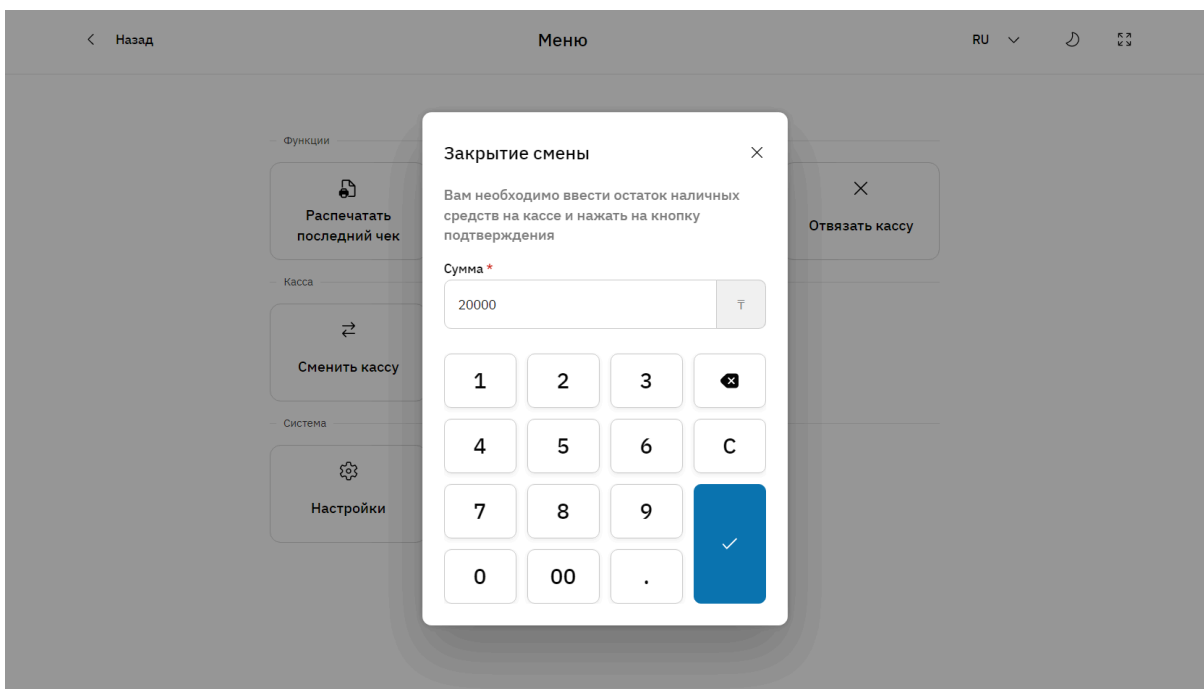 Назад
Меню
RU
Функции
Распечатать
последний чек
Отвязать кассу
Касса
Сменить кассу
Система
Настройки
Закрытие смены
Вам необходимо ввести остаток наличных
средств на кассе и нажать на кнопку
подтверждения
Сумма *
20000 ₸
1 2 3
4 5 6 C
7 8 9
0 00 .